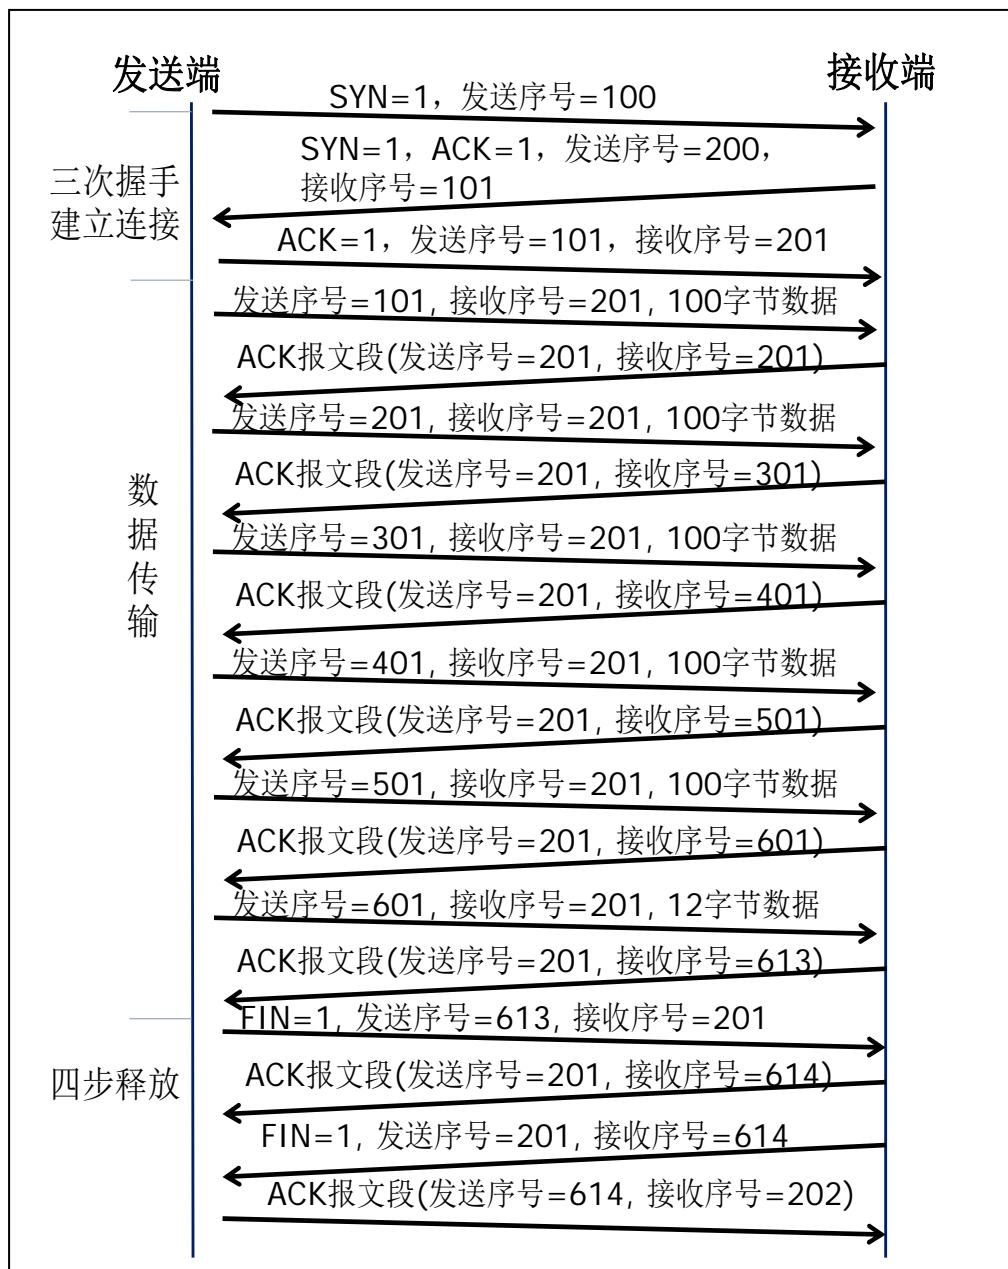 发送端
接收端
SYN=1，发送序号=100
SYN=1，ACK=1，发送序号=200，
接收序号=101
三次握手
建立连接
ACK=1，发送序号=101，接收序号=201
发送序号=101, 接收序号=201, 100字节数据
ACK报文段(发送序号=201, 接收序号=201)
发送序号=201, 接收序号=201, 100字节数据
ACK报文段(发送序号=201, 接收序号=301)
数
据
传
输
发送序号=301, 接收序号=201, 100字节数据
ACK报文段(发送序号=201, 接收序号=401)
发送序号=401, 接收序号=201, 100字节数据
ACK报文段(发送序号=201, 接收序号=501)
发送序号=501, 接收序号=201, 100字节数据
ACK报文段(发送序号=201, 接收序号=601)
发送序号=601, 接收序号=201, 12字节数据
ACK报文段(发送序号=201, 接收序号=613)
FIN=1, 发送序号=613, 接收序号=201
四步释放
ACK报文段(发送序号=201, 接收序号=614)
FIN=1, 发送序号=201, 接收序号=614
ACK报文段(发送序号=614, 接收序号=202)